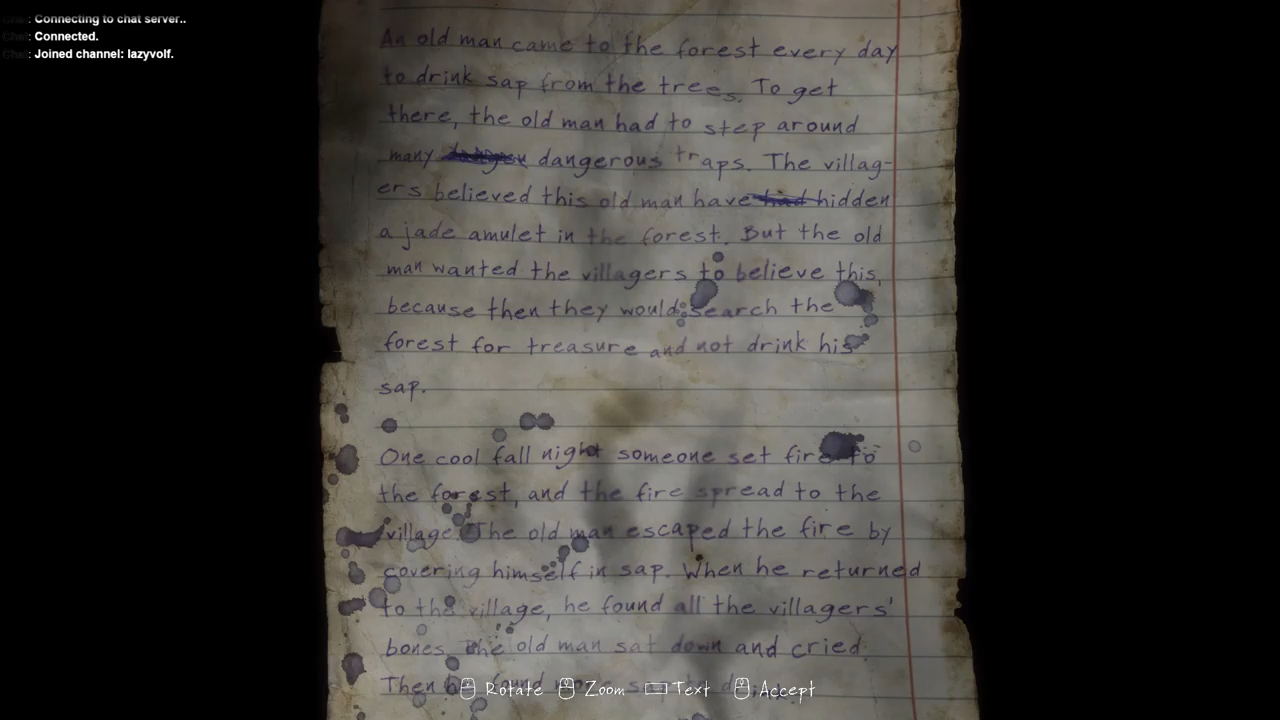 Chat: Connecting to chat server..
Chat: Connected.
Chat: Joined channel: lazyvolf.
An old man came to the forest every day
to drink sap from the trees. To get
there, the old man had to step around
many dangerous traps. The villag-
ers believed this old man have had hidden
a jade amulet in the forest. But the old
man wanted the villagers to believe this,
because then they would search the
forest for treasure and not drink his
sap.
One cool fall night someone set fire to
the forest, and the fire spread to the
village. The old man escaped the fire by
covering himself in sap. When he returned
to the village, he found all the villagers'
bones. The old man sat down and cried.
Then he found more sap to
Rotate Zoom Text Accept